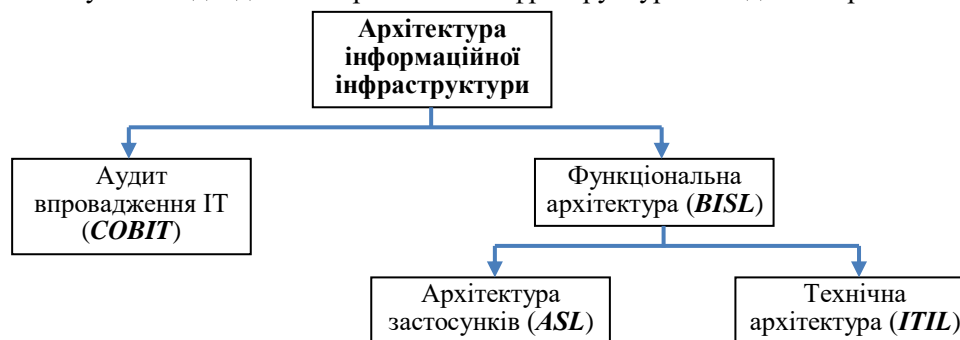 Архітектура
інформаційної
інфраструктури
Аудит
впровадження ІТ
(COBIT)
Функціональна
архітектура (BISL)
Архітектура
застосунків (ASL)
Технічна
архітектура (ITIL)